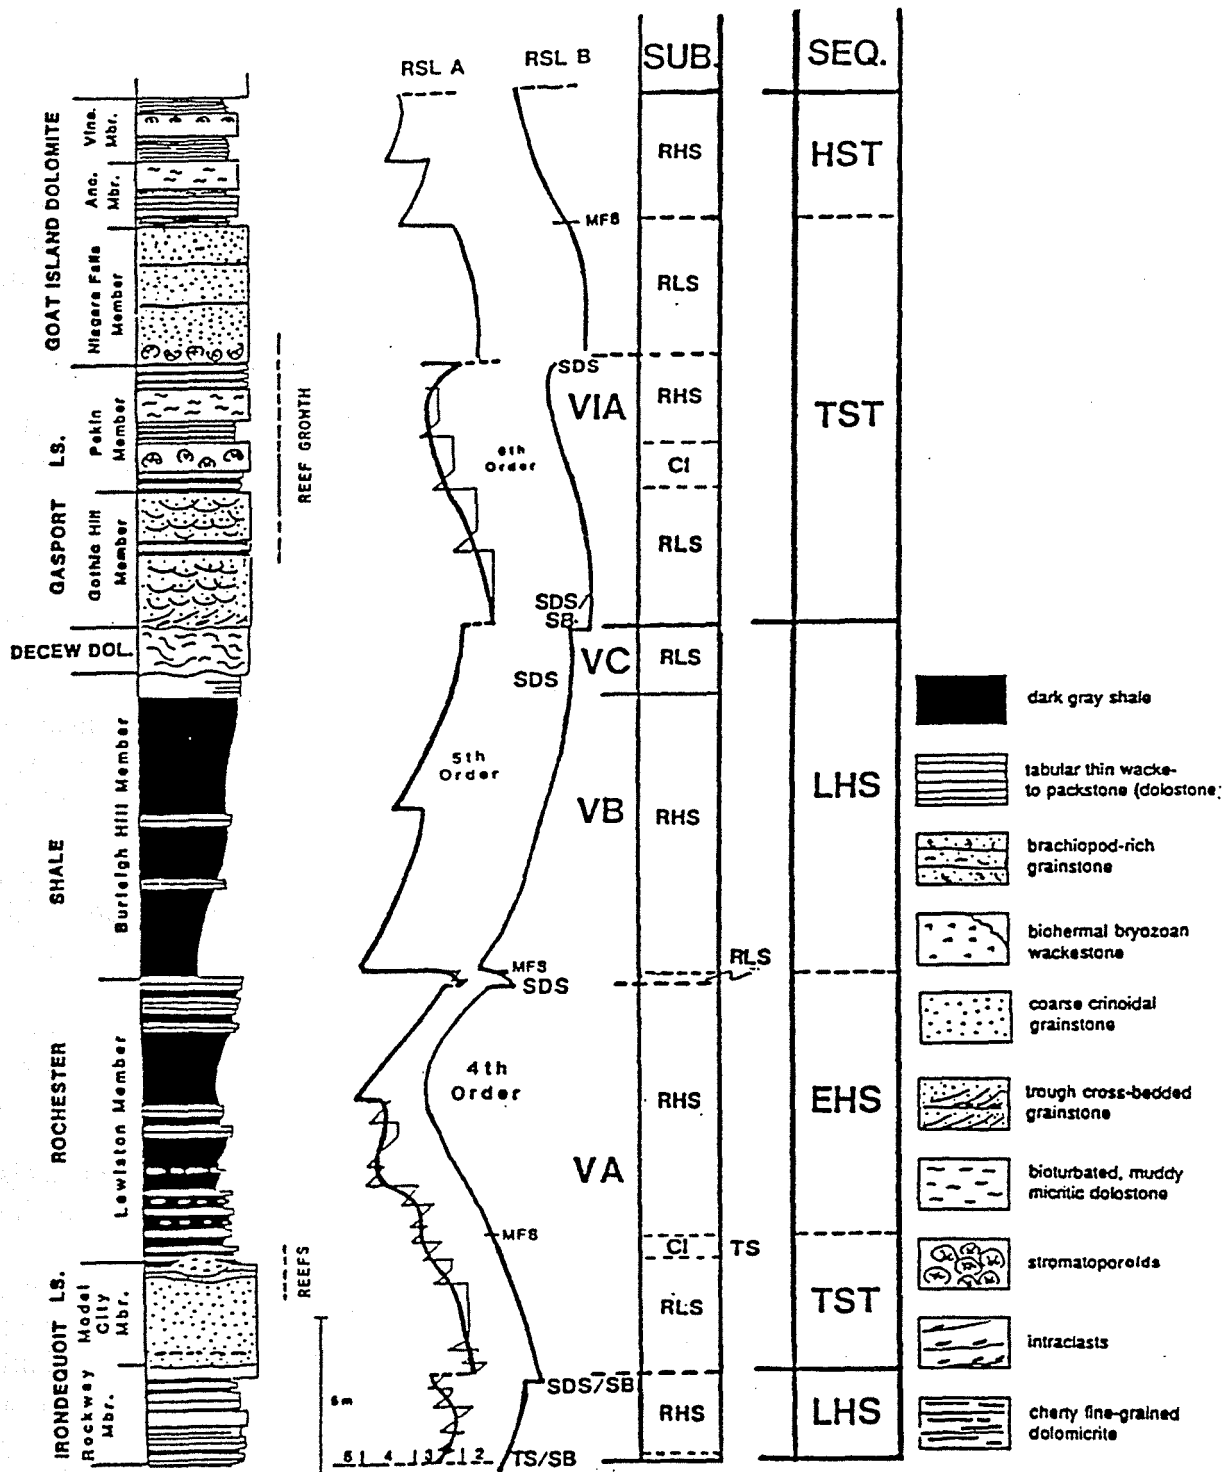 RSL A
RSL B
SUB.
SEQ.
GOAT ISLAND DOLOMITE
Vine.
Mbr.
Anc.
Mbr.
Niagara Falls
Member
GASPORT LS.
Pekin
Member
Gothic Hill
Member
DECEW DOL.
ROCHESTER SHALE
Burleigh Hill Member
Lewiston Member
IRONDEQUOIT LS.
Model
City
Mbr.
Rockway
Mbr.
REEF GROWTH
REEFS
6th
Order
5th
Order
4th
Order
5 4 3 2
MFS
SDS
SDS/
SB
SDS
MFS
SDS
MFS
SDS/SB
TS/SB
VIA
VC
VB
VA
RHS
RLS
RHS
CI
RLS
RLS
RHS
RLS
RHS
CI
TS
RLS
RHS
HST
TST
LHS
EHS
TST
LHS
dark gray shale
tabular thin wacke-
to packstone (dolostone;
brachiopod-rich
grainstone
biohermal bryozoan
wackestone
coarse crinoidal
grainstone
trough cross-bedded
grainstone
bioturbated, muddy
micritic dolostone
stromatoporoids
intraclasts
cherty fine-grained
dolomicrite